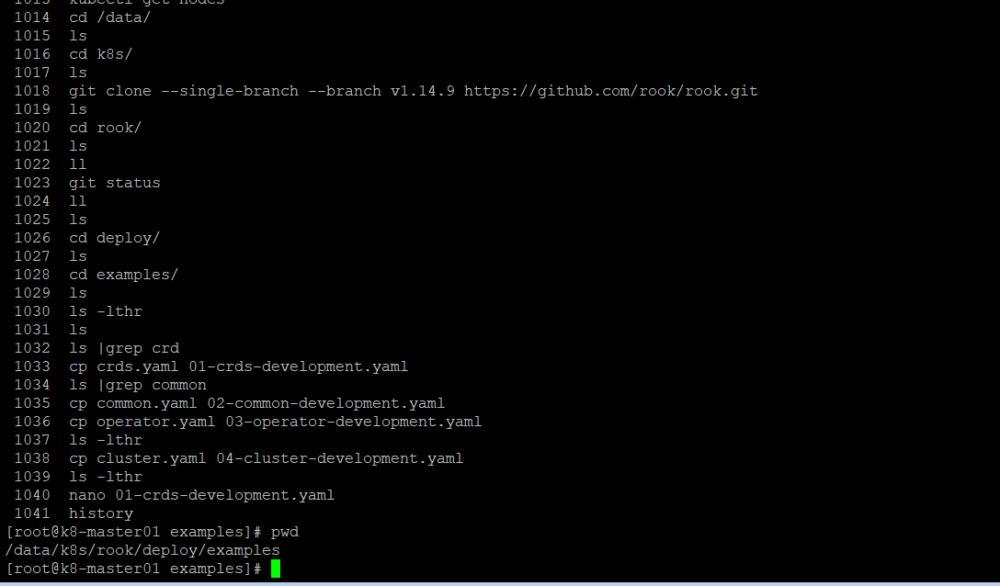 1013  kubectl get nodes
1014  cd /data/
1015  ls
1016  cd k8s/
1017  ls
1018  git clone --single-branch --branch v1.14.9 https://github.com/rook/rook.git
1019  ls
1020  cd rook/
1021  ls
1022  ll
1023  git status
1024  ll
1025  ls
1026  cd deploy/
1027  ls
1028  cd examples/
1029  ls
1030  ls -lthr
1031  ls
1032  ls |grep crd
1033  cp crds.yaml 01-crds-development.yaml
1034  ls |grep common
1035  cp common.yaml 02-common-development.yaml
1036  cp operator.yaml 03-operator-development.yaml
1037  ls -lthr
1038  cp cluster.yaml 04-cluster-development.yaml
1039  ls -lthr
1040  nano 01-crds-development.yaml
1041  history
[root@k8-master01 examples]# pwd
/data/k8s/rook/deploy/examples
[root@k8-master01 examples]#